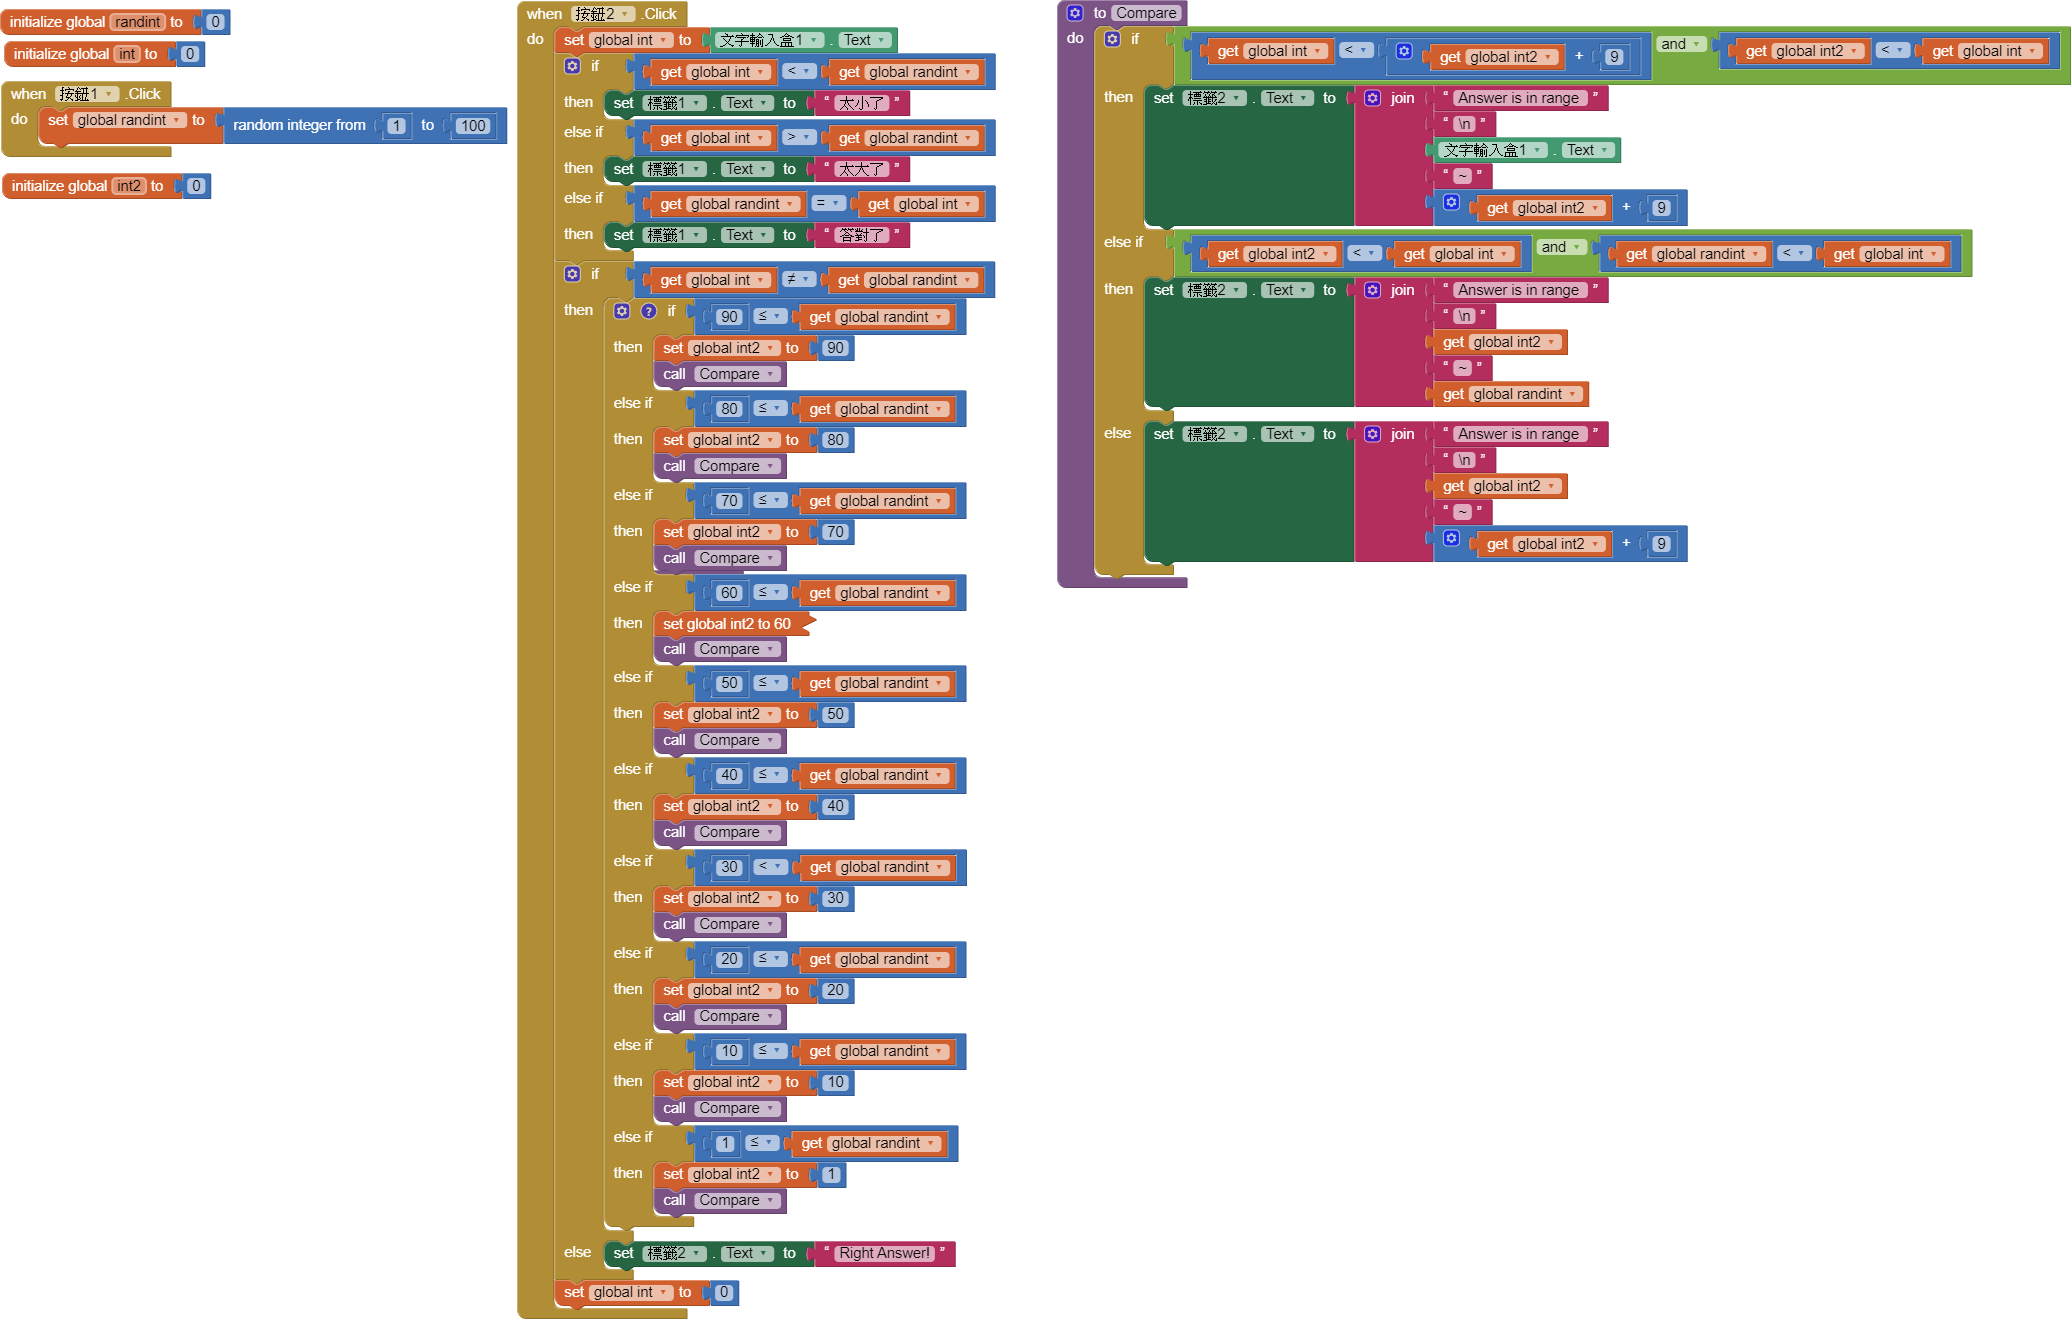 initialize global randint to 0
initialize global int to 0
when 按鈕1 .Click
do set global randint to random integer from 1 to 100
initialize global int2 to 0
when 按鈕2 .Click
do set global int to 文字輸入盒1 . Text
if get global int < get global randint
then set 標籤1 . Text to “ 太小了 ”
else if get global int > get global randint
then set 標籤1 . Text to “ 太大了 ”
else if get global randint = get global int
then set 標籤1 . Text to “ 答對了 ”
if get global int ≠ get global randint
then ? if 90 ≤ get global randint
then set global int2 to 90
call Compare
else if 80 ≤ get global randint
then set global int2 to 80
call Compare
else if 70 ≤ get global randint
then set global int2 to 70
call Compare
else if 60 ≤ get global randint
then set global int2 to 60
call Compare
else if 50 ≤ get global randint
then set global int2 to 50
call Compare
else if 40 ≤ get global randint
then set global int2 to 40
call Compare
else if 30 < get global randint
then set global int2 to 30
call Compare
else if 20 ≤ get global randint
then set global int2 to 20
call Compare
else if 10 ≤ get global randint
then set global int2 to 10
call Compare
else if 1 ≤ get global randint
then set global int2 to 1
call Compare
else set 標籤2 . Text to “ Right Answer! ”
set global int to 0
to Compare
do if get global int < get global int2 + 9 and get global int2 < get global int
then set 標籤2 . Text to join “ Answer is in range ”
“ \n ”
文字輸入盒1 . Text
“ ~ ”
get global int2 + 9
else if get global int2 < get global int and get global randint < get global int
then set 標籤2 . Text to join “ Answer is in range ”
“ \n ”
get global int2
“ ~ ”
get global randint
else set 標籤2 . Text to join “ Answer is in range ”
“ \n ”
get global int2
“ ~ ”
get global int2 + 9